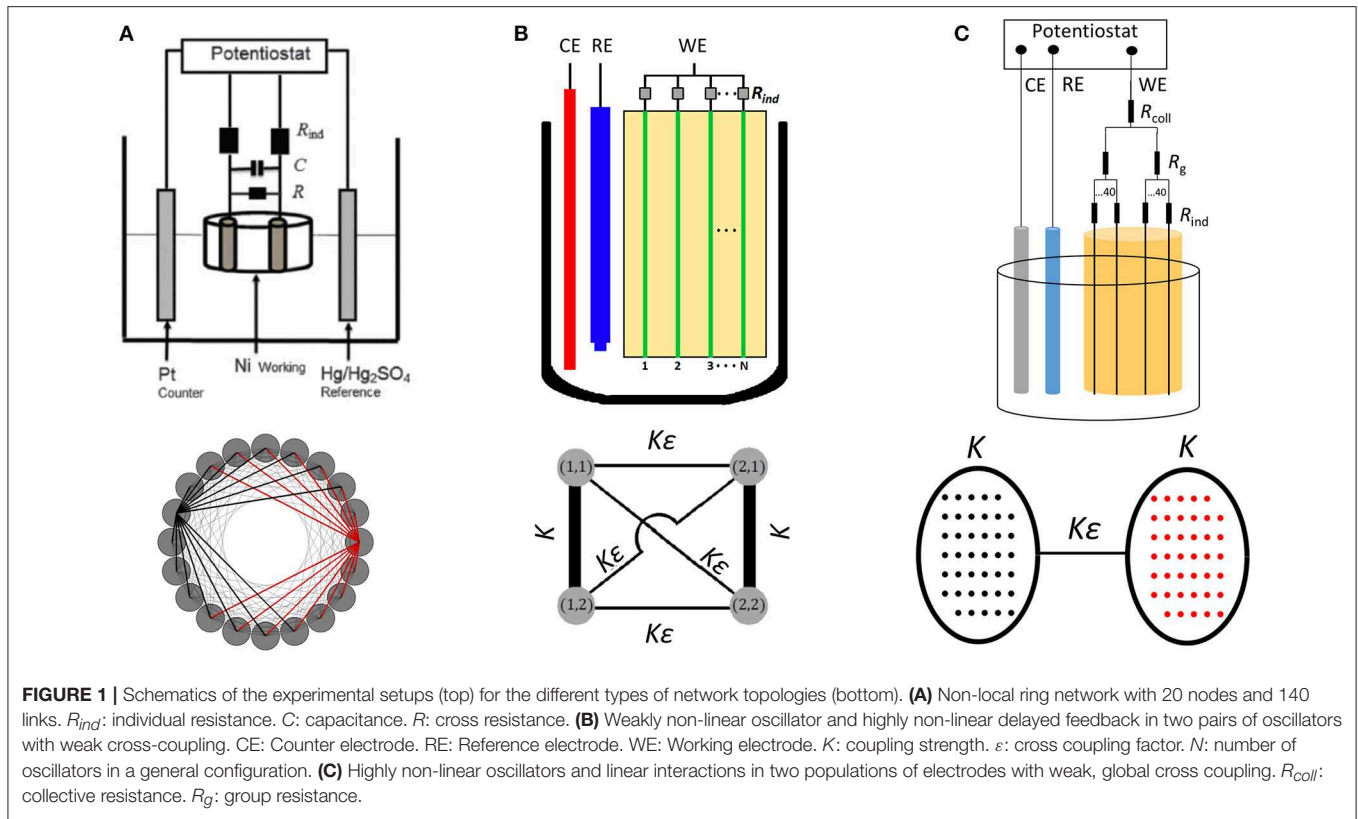 A
Potentiostat
R_ind
C
R
Pt
Counter
Ni Working
Hg/Hg₂SO₄
Reference
B
CE RE WE
R_ind
1 2 3 N
Kε
(1,1) (2,1)
K K
Kε Kε
(1,2) (2,2)
Kε
C
Potentiostat
CE RE WE
R_coll
R_g
...40 ...40
R_ind
K K
Kε
FIGURE 1 | Schematics of the experimental setups (top) for the different types of network topologies (bottom). (A) Non-local ring network with 20 nodes and 140
links. R_ind: individual resistance. C: capacitance. R: cross resistance. (B) Weakly non-linear oscillator and highly non-linear delayed feedback in two pairs of oscillators
with weak cross-coupling. CE: Counter electrode. RE: Reference electrode. WE: Working electrode. K: coupling strength. ε: cross coupling factor. N: number of
oscillators in a general configuration. (C) Highly non-linear oscillators and linear interactions in two populations of electrodes with weak, global cross coupling. R_coll:
collective resistance. R_g: group resistance.